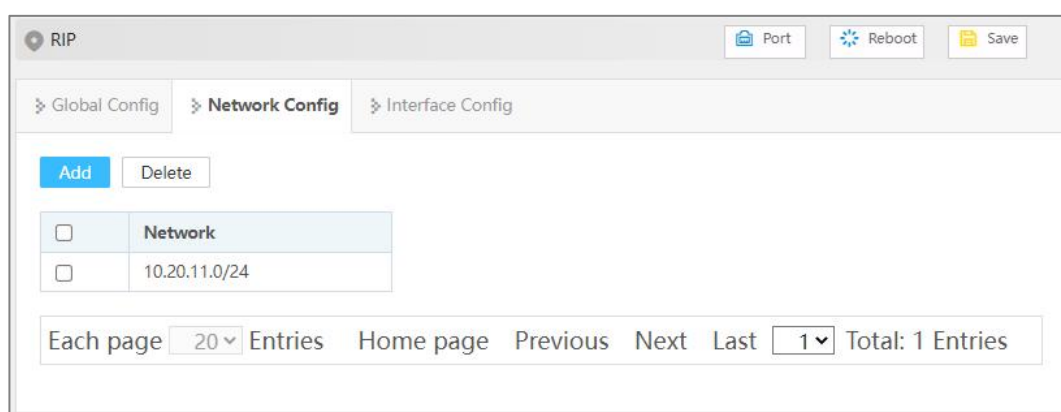 RIP Port Reboot Save
Global Config Network Config Interface Config
Add Delete
Network
10.20.11.0/24
Each page 20 Entries Home page Previous Next Last 1 Total: 1 Entries